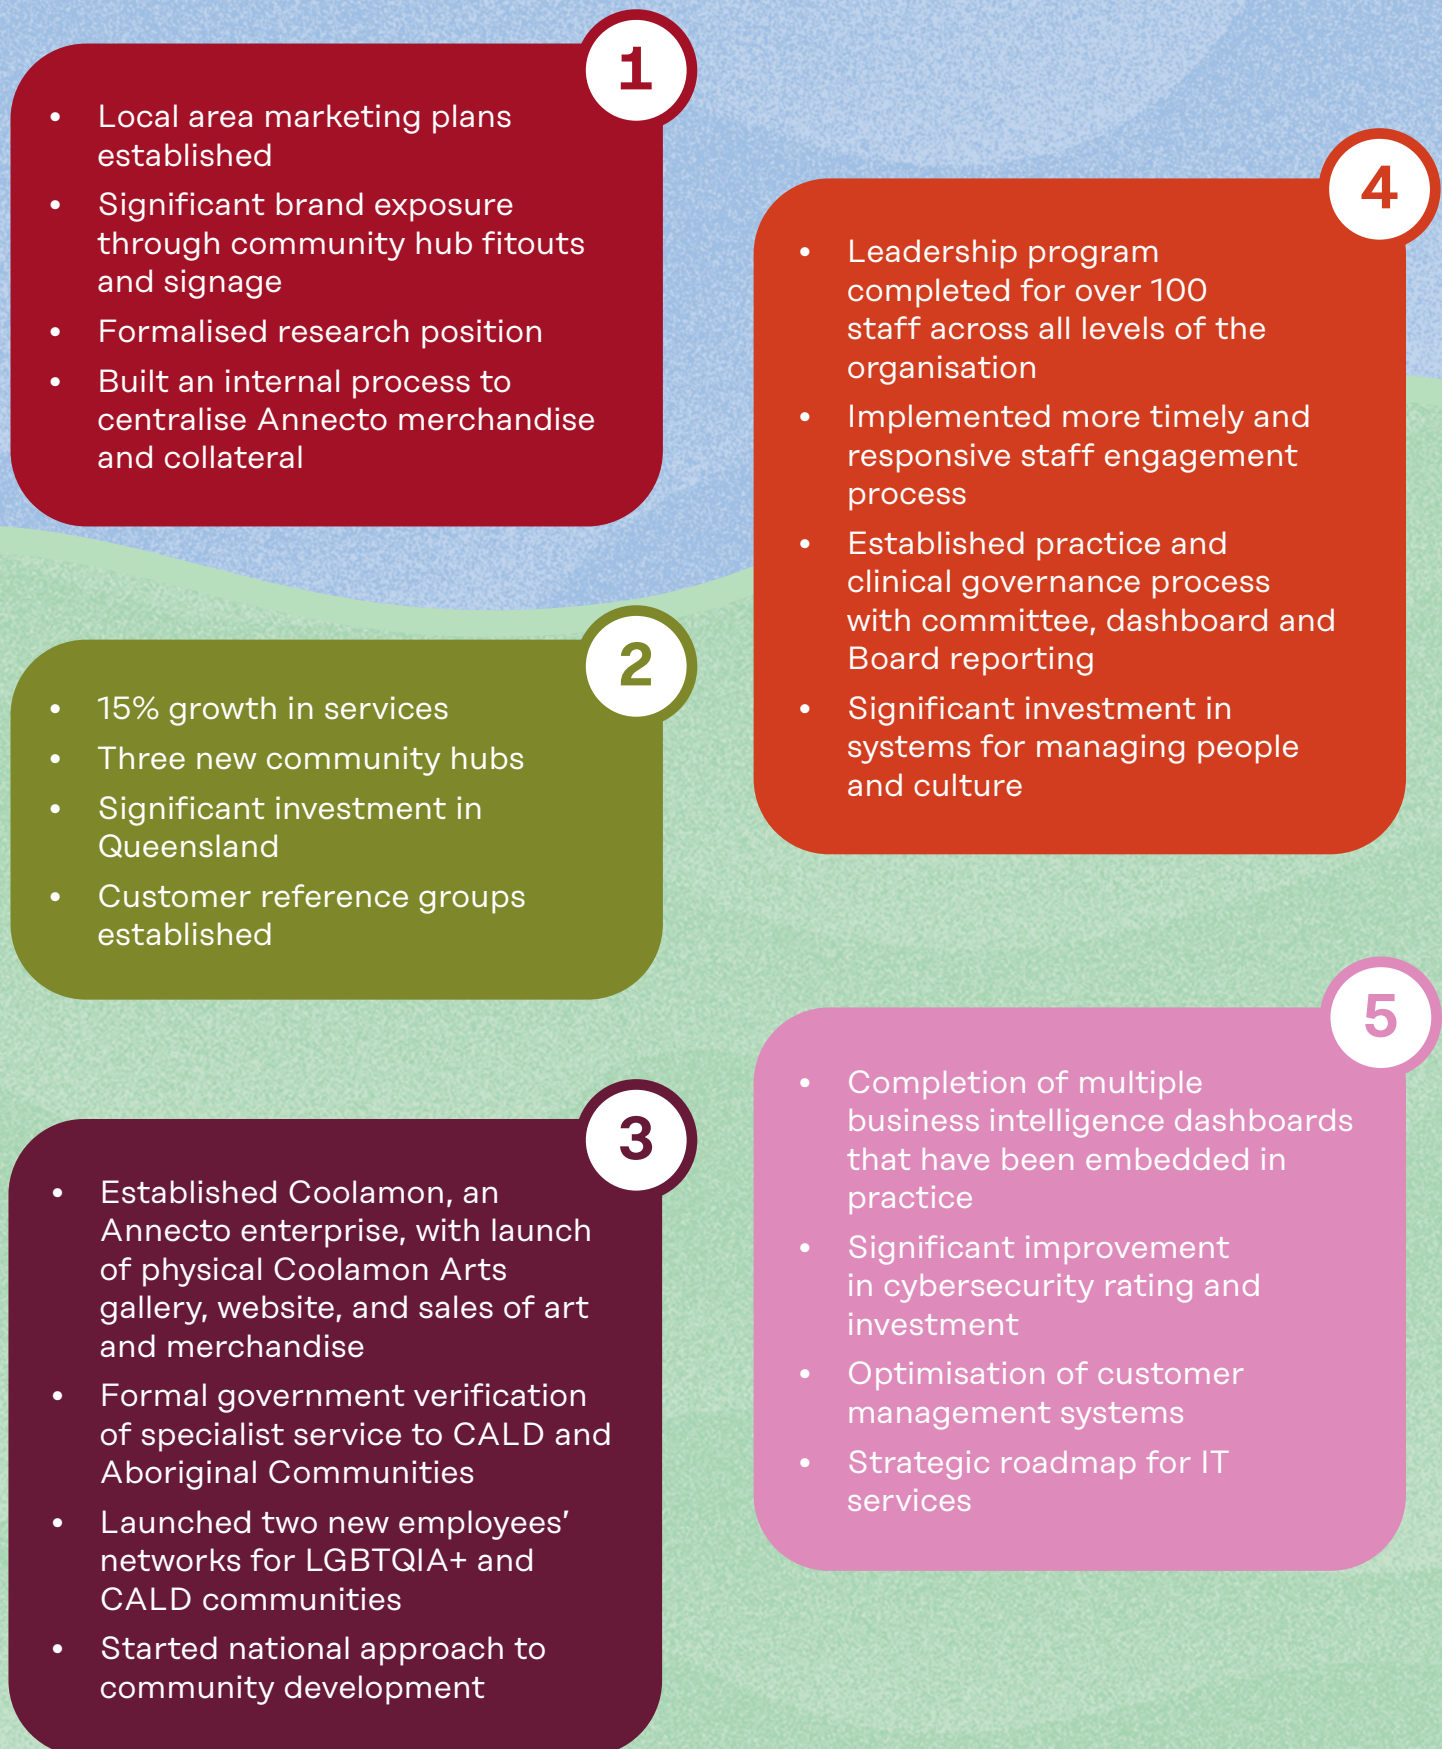 1
• Local area marketing plans
established
• Significant brand exposure
through community hub fitouts
and signage
• Formalised research position
• Built an internal process to
centralise Annecto merchandise
and collateral
2
• 15% growth in services
• Three new community hubs
• Significant investment in
Queensland
• Customer reference groups
established
3
• Established Coolamon, an
Annecto enterprise, with launch
of physical Coolamon Arts
gallery, website, and sales of art
and merchandise
• Formal government verification
of specialist service to CALD and
Aboriginal Communities
• Launched two new employees’
networks for LGBTQIA+ and
CALD communities
• Started national approach to
community development
4
• Leadership program
completed for over 100
staff across all levels of the
organisation
• Implemented more timely and
responsive staff engagement
process
• Established practice and
clinical governance process
with committee, dashboard and
Board reporting
• Significant investment in
systems for managing people
and culture
5
• Completion of multiple
business intelligence dashboards
that have been embedded in
practice
• Significant improvement
in cybersecurity rating and
investment
• Optimisation of customer
management systems
• Strategic roadmap for IT
services